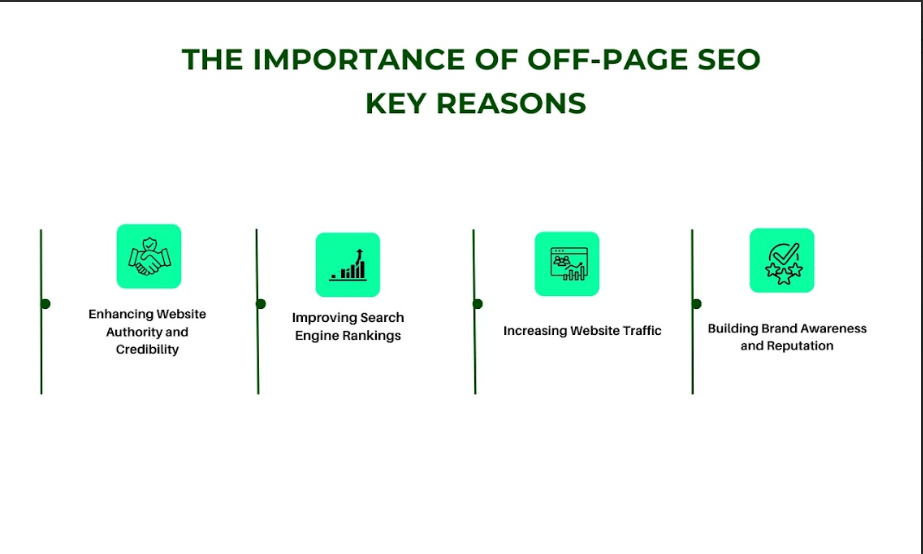 THE IMPORTANCE OF OFF-PAGE SEO
KEY REASONS
Enhancing Website
Authority and
Credibility
Improving Search
Engine Rankings
Increasing Website Traffic
Building Brand Awareness
and Reputation